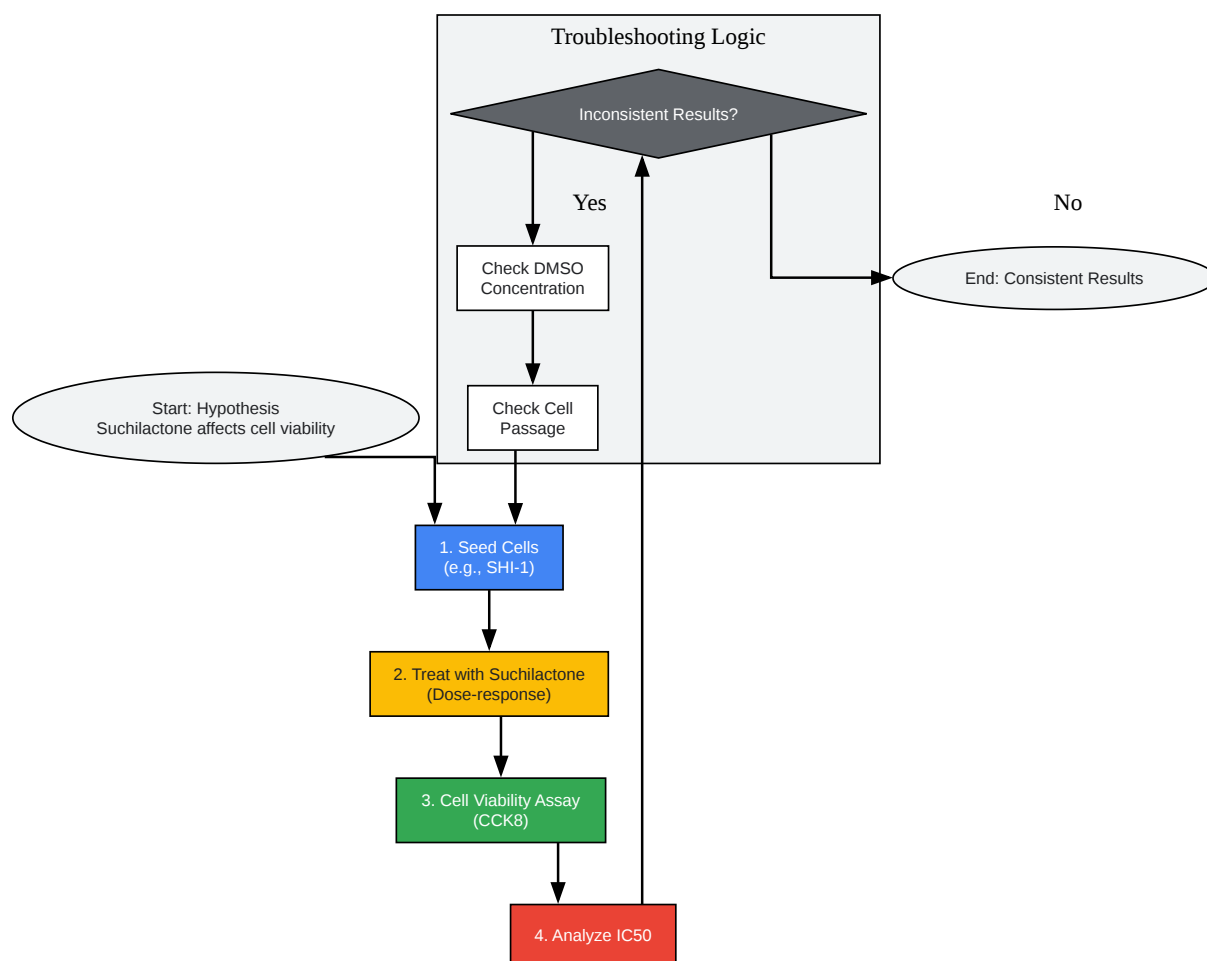 Troubleshooting Logic
Inconsistent Results?
Yes
No
Check DMSO
Concentration
End: Consistent Results
Check Cell
Passage
Start: Hypothesis
Suchilactone affects cell viability
1. Seed Cells
(e.g., SHI-1)
2. Treat with Suchilactone
(Dose-response)
3. Cell Viability Assay
(CCK8)
4. Analyze IC50